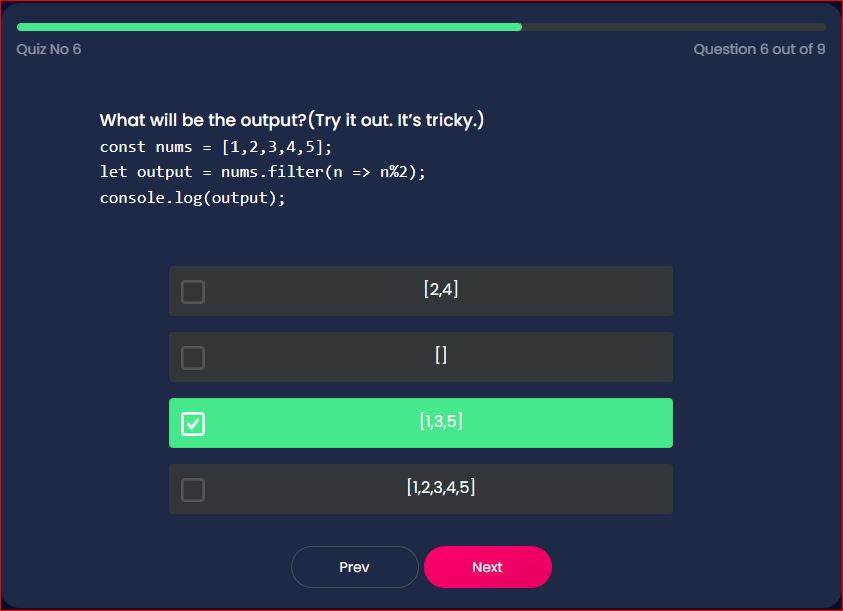 Quiz No 6
Question 6 out of 9
What will be the output?(Try it out. It’s tricky.)
const nums = [1,2,3,4,5];
let output = nums.filter(n => n%2);
console.log(output);
[2,4]
[]
[1,3,5]
[1,2,3,4,5]
Prev
Next